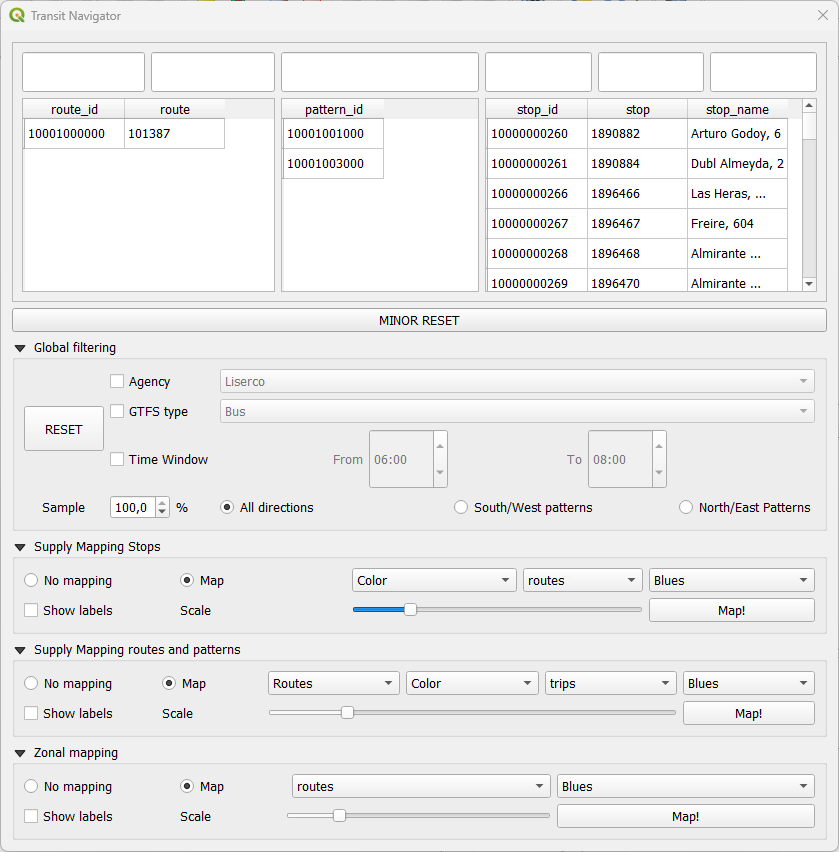 Transit Navigator
route_id route pattern_id stop_id stop stop_name
10001000000 101387 10001001000 10000000260 1890882 Arturo Godoy, 6
10001003000 10000000261 1890884 Dubl Almeyda, 2
10000000266 1896466 Las Heras, ...
10000000267 1896467 Freire, 604
10000000268 1896468 Almirante ...
10000000269 1896470 Almirante ...
MINOR RESET
Global filtering
Agency Liserco
RESET GTFS type Bus
Time Window From 06:00 To 08:00
Sample 100,0 % All directions South/West patterns North/East Patterns
Supply Mapping Stops
No mapping Map Color routes Blues
Show labels Scale Map!
Supply Mapping routes and patterns
No mapping Map Routes Color trips Blues
Show labels Scale Map!
Zonal mapping
No mapping Map routes Blues
Show labels Scale Map!